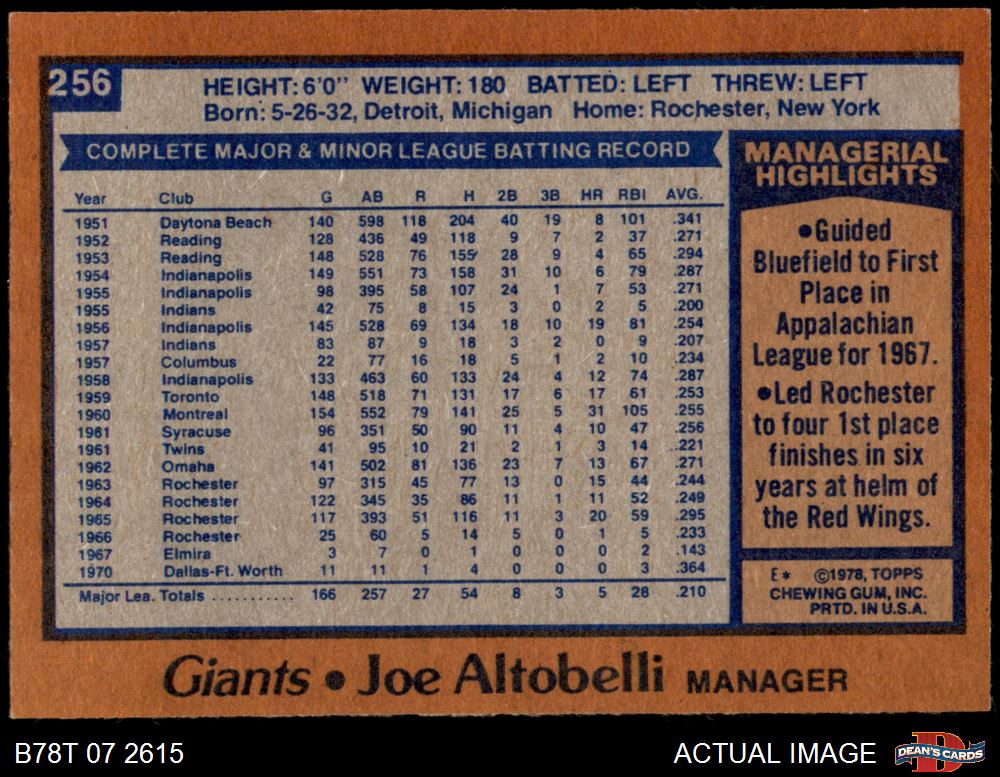 256
HEIGHT: 6'0" WEIGHT: 180 BATTED: LEFT THREW: LEFT
Born: 5-26-32, Detroit, Michigan Home: Rochester, New York
COMPLETE MAJOR & MINOR LEAGUE BATTING RECORD
Year Club G AB R H 2B 3B HR RBI AVG.
1951 Daytona Beach 140 598 118 204 40 19 8 101 .341
1952 Reading 128 436 49 118 9 7 2 37 .271
1953 Reading 148 528 76 155 28 9 4 65 .294
1954 Indianapolis 149 551 73 158 31 10 6 79 .287
1955 Indianapolis 98 395 58 107 24 1 7 53 .271
1955 Indians 42 75 8 15 3 0 2 5 .200
1956 Indianapolis 145 528 69 134 18 10 19 81 .254
1957 Indians 83 87 9 18 3 2 0 9 .207
1957 Columbus 22 77 16 18 5 1 2 10 .234
1958 Indianapolis 133 463 60 133 24 4 12 74 .287
1959 Toronto 148 518 71 131 17 6 17 61 .253
1960 Montreal 154 552 79 141 25 5 31 105 .255
1961 Syracuse 96 351 50 90 11 4 10 47 .256
1961 Twins 41 95 10 21 2 1 3 14 .221
1962 Omaha 141 502 81 136 23 7 13 67 .271
1963 Rochester 97 315 45 77 13 0 15 44 .244
1964 Rochester 122 345 35 86 11 1 11 52 .249
1965 Rochester 117 393 51 116 11 3 20 59 .295
1966 Rochester 25 60 5 14 5 0 1 5 .233
1967 Elmira 3 7 0 1 0 0 0 2 .143
1970 Dallas-Ft. Worth 11 11 1 4 0 0 0 3 .364
Major Lea. Totals ........... 166 257 27 54 8 3 5 28 .210
MANAGERIAL
HIGHLIGHTS
•Guided
Bluefield to First
Place in
Appalachian
League for 1967.
•Led Rochester
to four 1st place
finishes in six
years at helm of
the Red Wings.
E* ©1978, TOPPS
CHEWING GUM, INC.
PRTD. IN U.S.A.
Giants • Joe Altobelli MANAGER
B78T 07 2615 ACTUAL IMAGE
DEAN'S CARDS